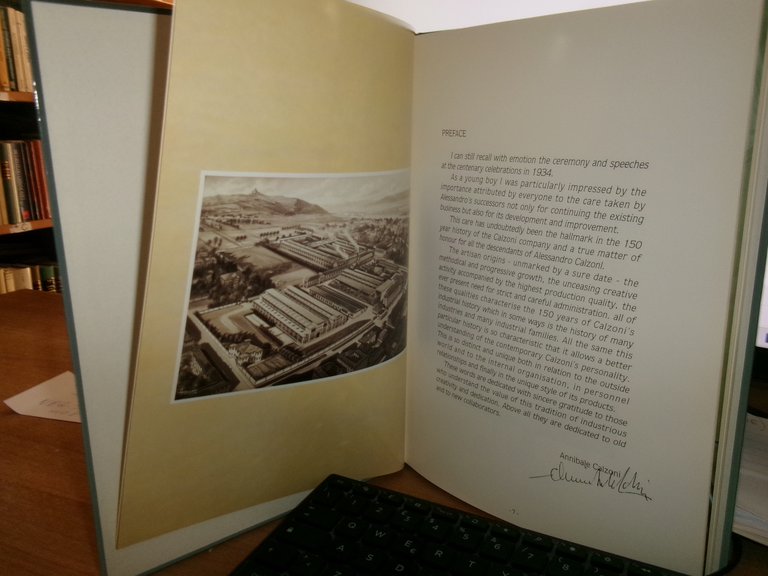 PREFACE
I can still recall with emotion the ceremony and speeches
at the centenary celebrations in 1934.
As a young boy I was particularly impressed by the
importance attributed by everyone to the care taken by
Alessandro's successors not only for continuing the existing
business but also for its development and improvement.
This care has undoubtedly been the hallmark in the 150
year history of the Calzoni company and a true matter of
honour for all the descendants of Alessandro Calzoni.
The artisan origins - unmarked by a sure date - the
methodical and progressive growth, the unceasing creative
activity accompanied by the highest production quality, the
ever present need for strict and careful administration, all of
these qualities characterise the 150 years of Calzoni's
industrial history which in some ways is the history of many
industries and many industrial families. All the same this
particular history is so characteristic that it allows a better
understanding of the contemporary Calzoni's personality.
This is so distinct and unique both in relation to the outside
world and to the internal organisation, in personnel
relationships and finally in the unique style of its products.
These words are dedicated with sincere gratitude to those
who understand the value of this tradition of industrious
creativity and dedication. Above all they are dedicated to old
and to new collaborators.
Annibale Calzoni
- 7 -
Q W E R T Y
A S D